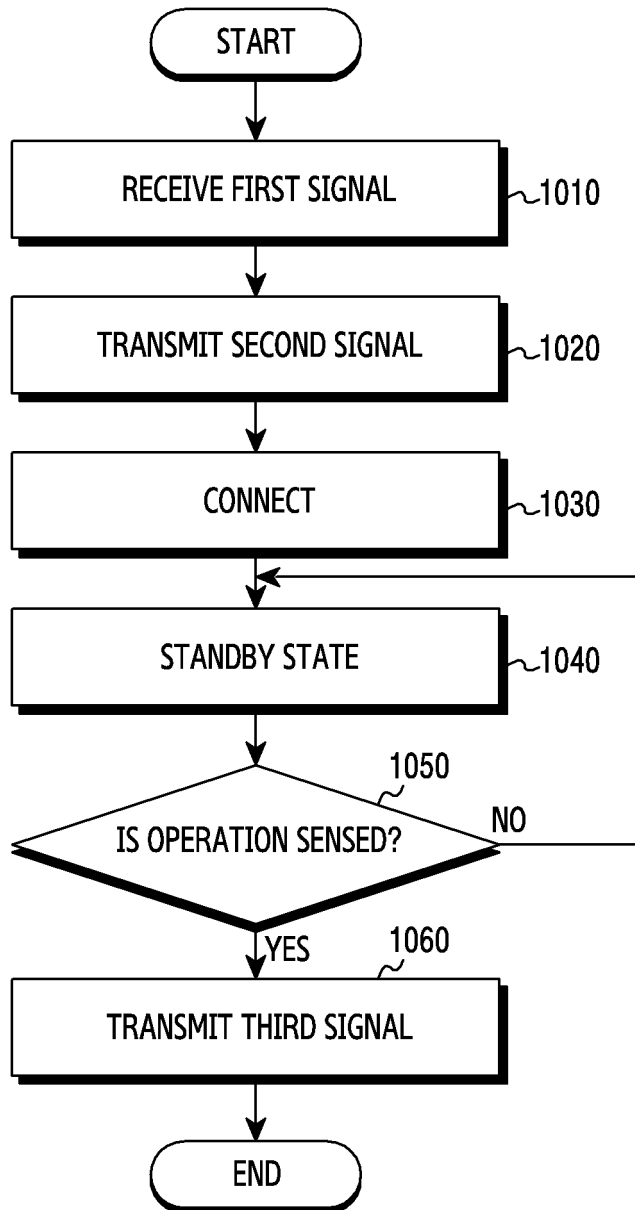 START
RECEIVE FIRST SIGNAL
1010
TRANSMIT SECOND SIGNAL
1020
CONNECT
1030
STANDBY STATE
1040
1050
IS OPERATION SENSED?
NO
YES
1060
TRANSMIT THIRD SIGNAL
END